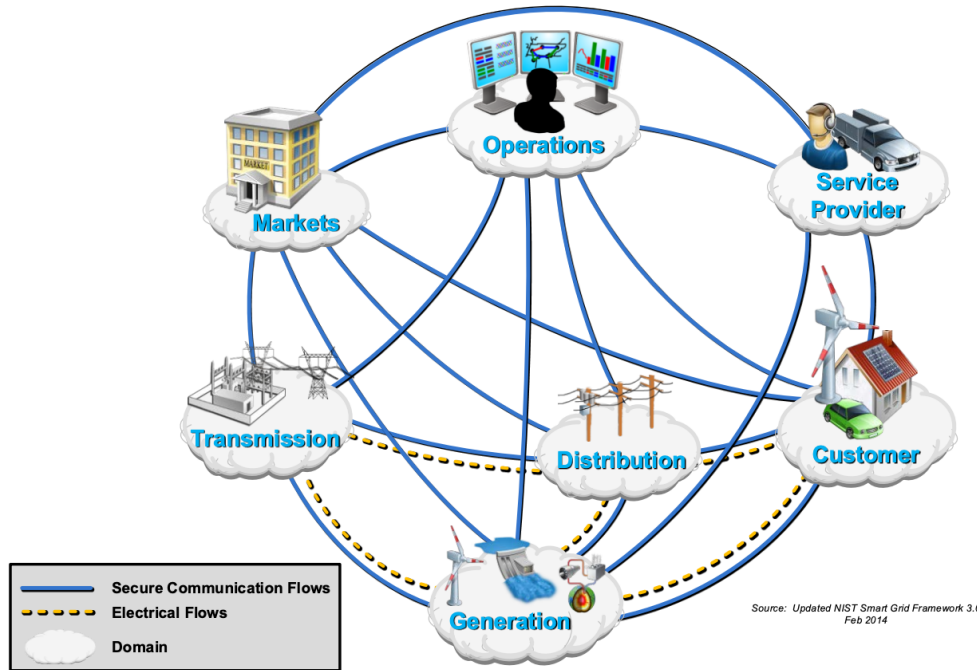 Operations
MARKET
Markets
Service
Provider
Transmission
Distribution
Customer
Generation
Secure Communication Flows
Electrical Flows
Domain
Source: Updated NIST Smart Grid Framework 3.
Feb 2014